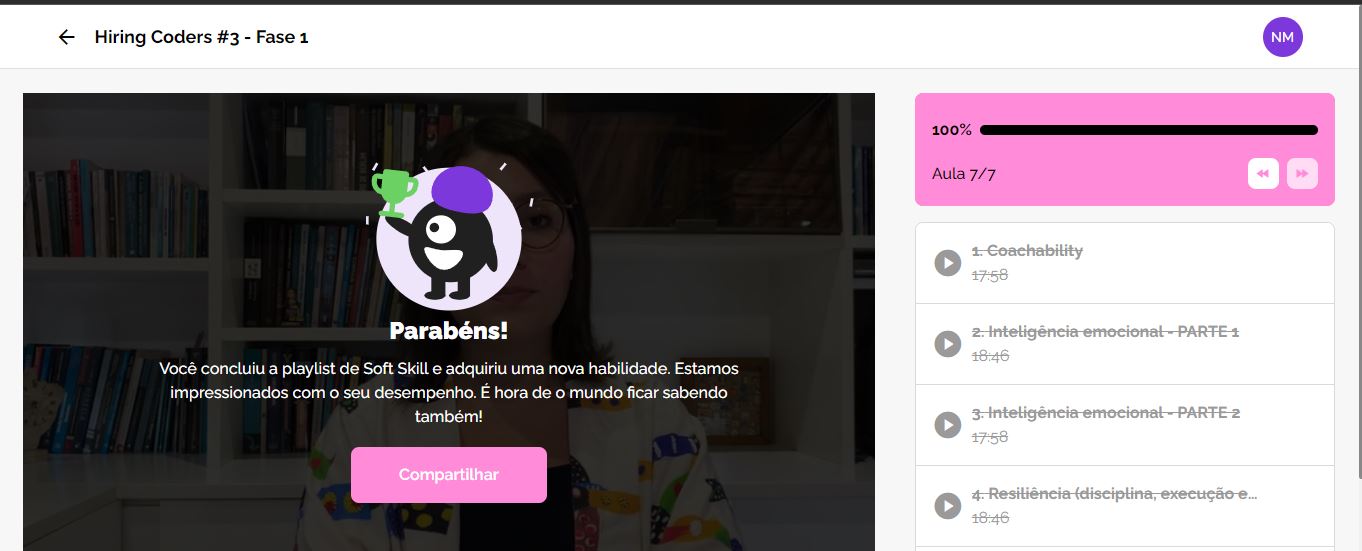 Hiring Coders #3 - Fase 1
NM
Parabéns!
Você concluiu a playlist de Soft Skill e adquiriu uma nova habilidade. Estamos
impressionados com o seu desempenho. É hora de o mundo ficar sabendo
também!
Compartilhar
100%
Aula 7/7
1. Coachability
17:58
2. Inteligência emocional - PARTE 1
18:46
3. Inteligência emocional - PARTE 2
17:58
4. Resiliência (disciplina, execução e...
18:46